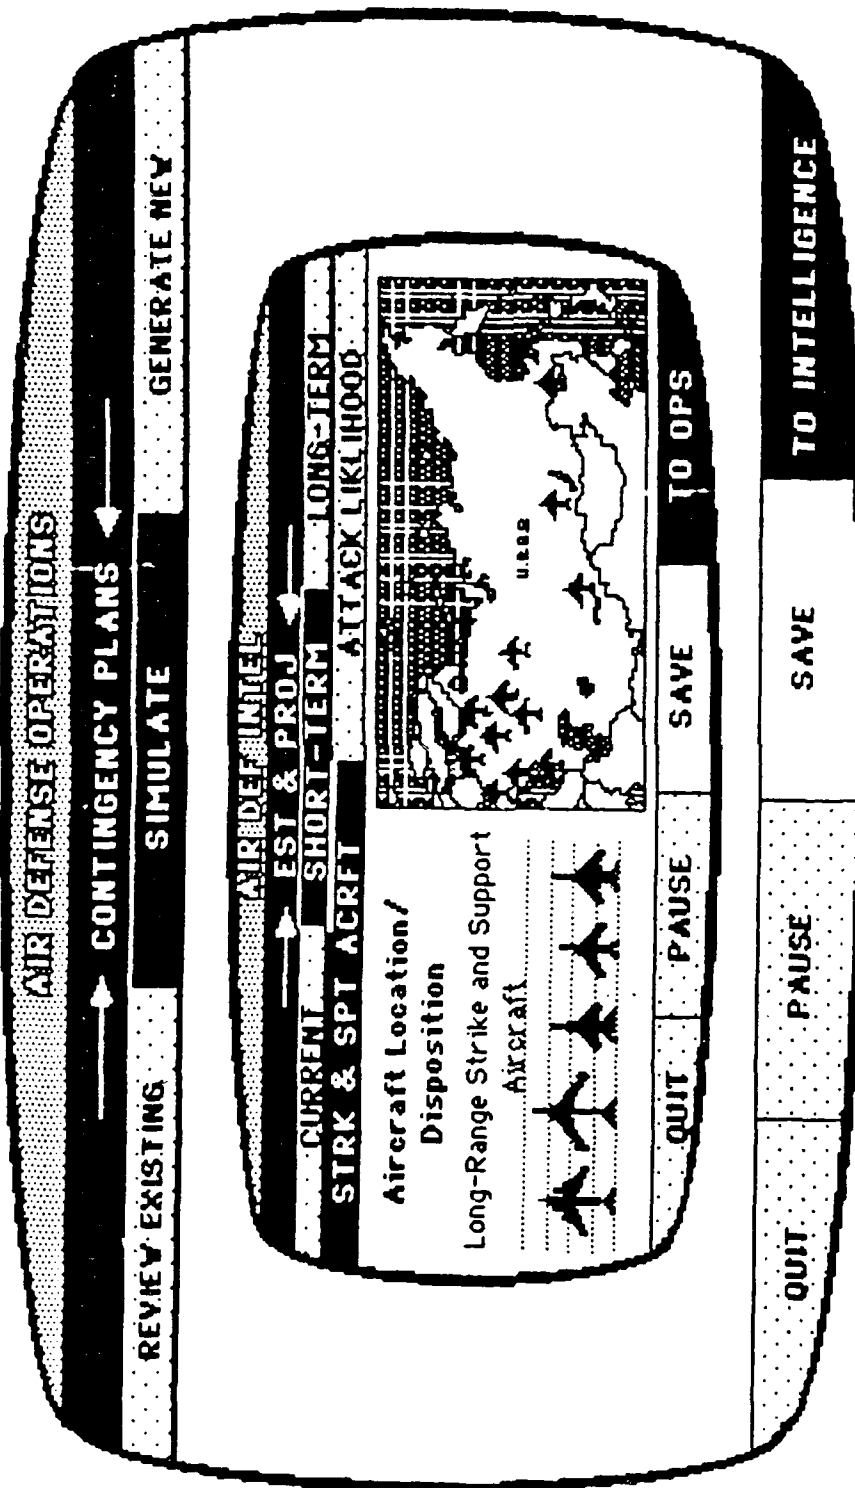 AIR DEFENSE OPERATIONS
CONTINGENCY PLANS
REVIEW EXISTING SIMULATE GENERATE NEW
AIR DEF INTEL
EST & PROJ
CURRENT SHORT-TERM LONG-TERM
STRK & SPT ACRFT ATTACK LIKLIHOOD
Aircraft Location/
Disposition
Long-Range Strike and Support
Aircraft
U.S.S.R
QUIT PAUSE SAVE TO OPS
QUIT PAUSE SAVE TO INTELLIGENCE